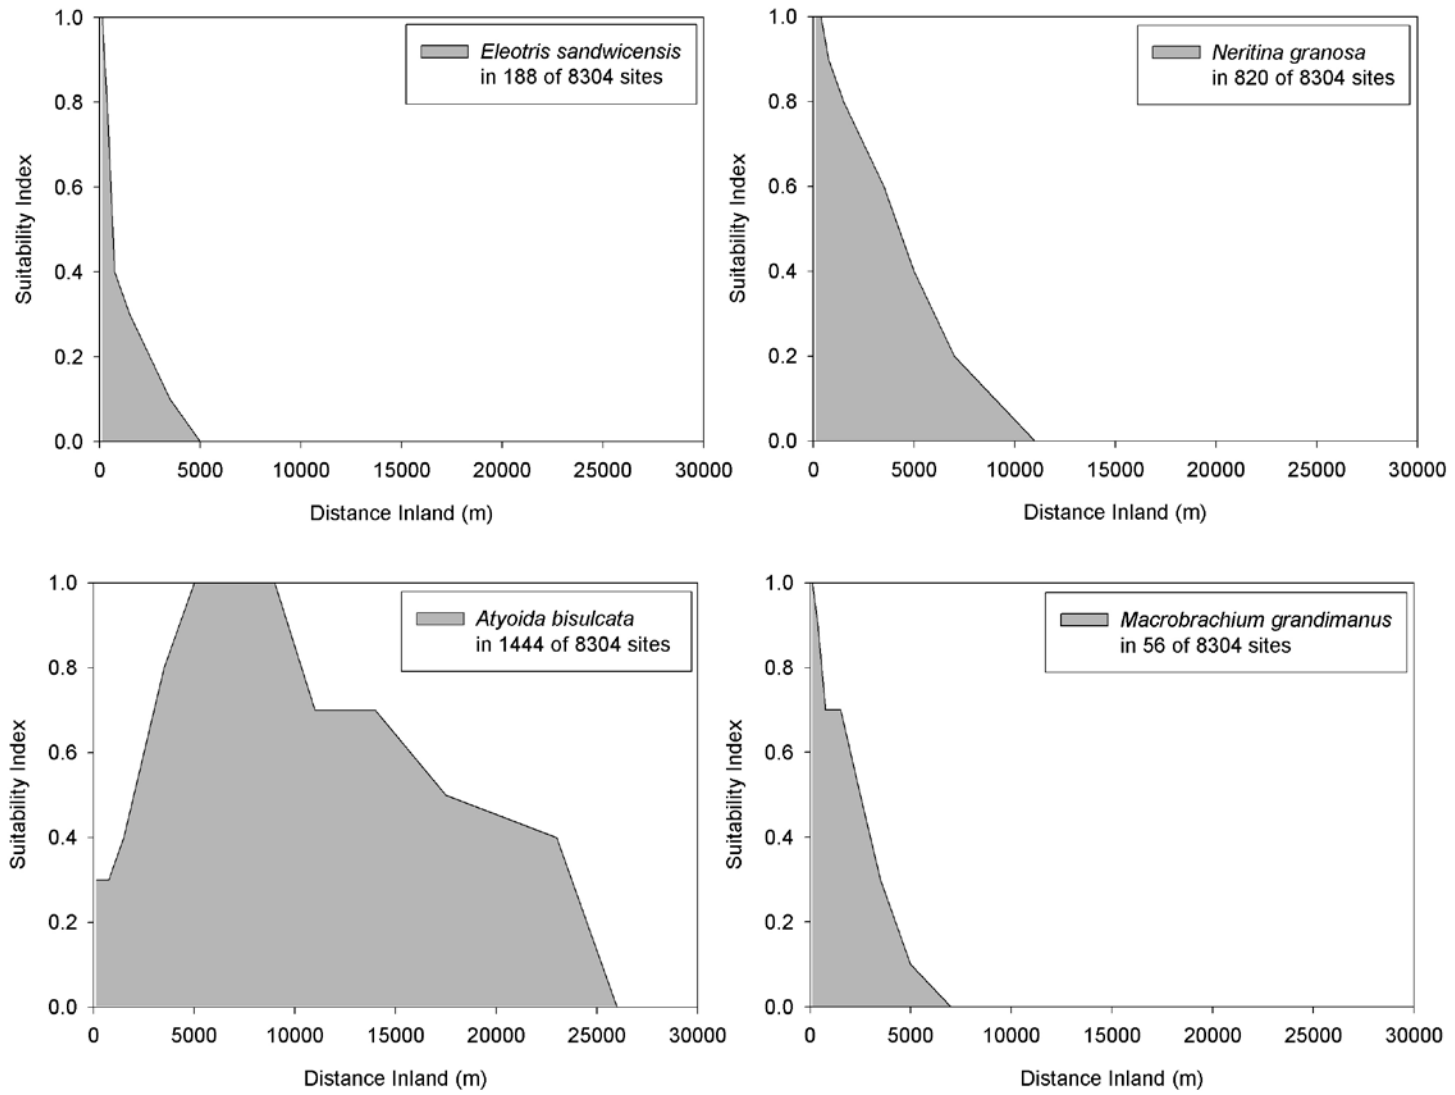 Eleotris sandwicensis
in 188 of 8304 sites
Suitability Index
1.0
0.8
0.6
0.4
0.2
0.0
0 5000 10000 15000 20000 25000 30000
Distance Inland (m)
Neritina granosa
in 820 of 8304 sites
Suitability Index
1.0
0.8
0.6
0.4
0.2
0.0
0 5000 10000 15000 20000 25000 30000
Distance Inland (m)
Atyoida bisulcata
in 1444 of 8304 sites
Suitability Index
1.0
0.8
0.6
0.4
0.2
0.0
0 5000 10000 15000 20000 25000 30000
Distance Inland (m)
Macrobrachium grandimanus
in 56 of 8304 sites
Suitability Index
1.0
0.8
0.6
0.4
0.2
0.0
0 5000 10000 15000 20000 25000 30000
Distance Inland (m)